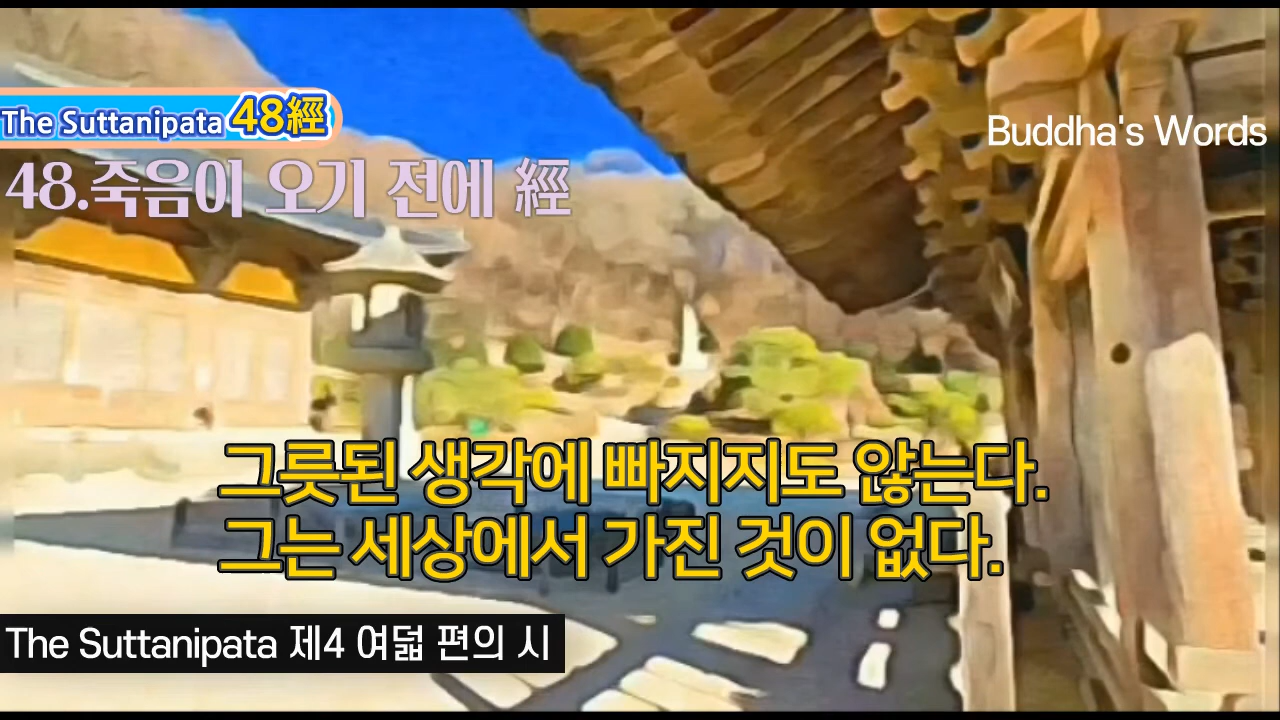 The Suttanipata 48經
Buddha's Words
48.죽음이 오기 전에 經
그릇된 생각에 빠지지도 않는다.
그는 세상에서 가진 것이 없다.
The Suttanipata 제4 여덟 편의 시